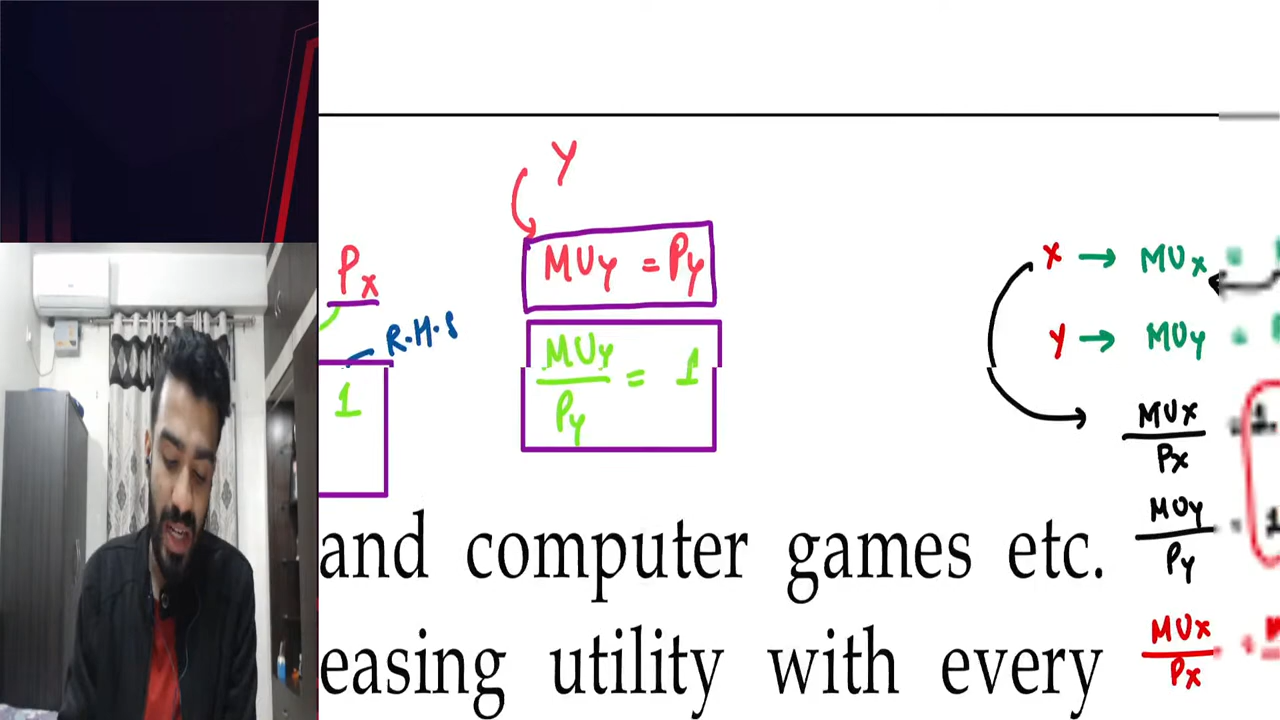 Y
Px
MUy = Py
R.H.S
1
MUy
Py
= 1
X → MUx =
Y → MUy =
MUx
Px
MUy
Py
1
and computer games etc.
MUx
Px
=
easing utility with every